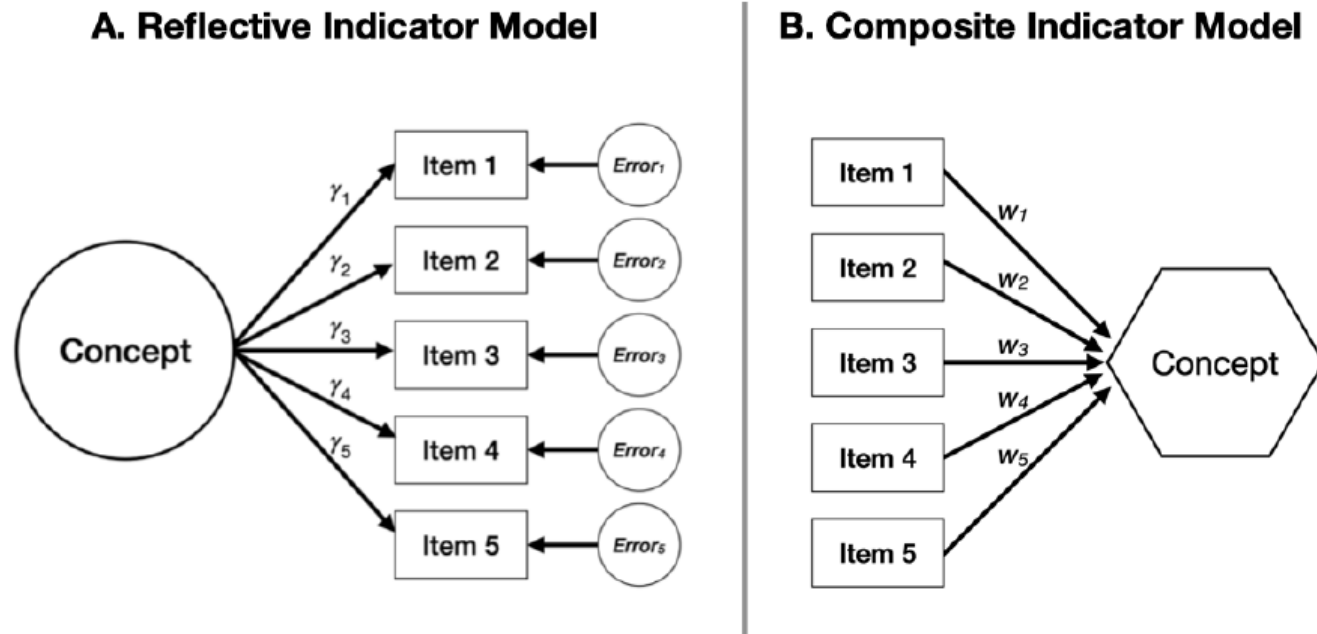 A. Reflective Indicator Model
Concept
γ₁
γ₂
γ₃
γ₄
γ₅
Item 1
Error₁
Item 2
Error₂
Item 3
Error₃
Item 4
Error₄
Item 5
Error₅
B. Composite Indicator Model
Item 1
Item 2
Item 3
Item 4
Item 5
w₁
w₂
w₃
w₄
w₅
Concept